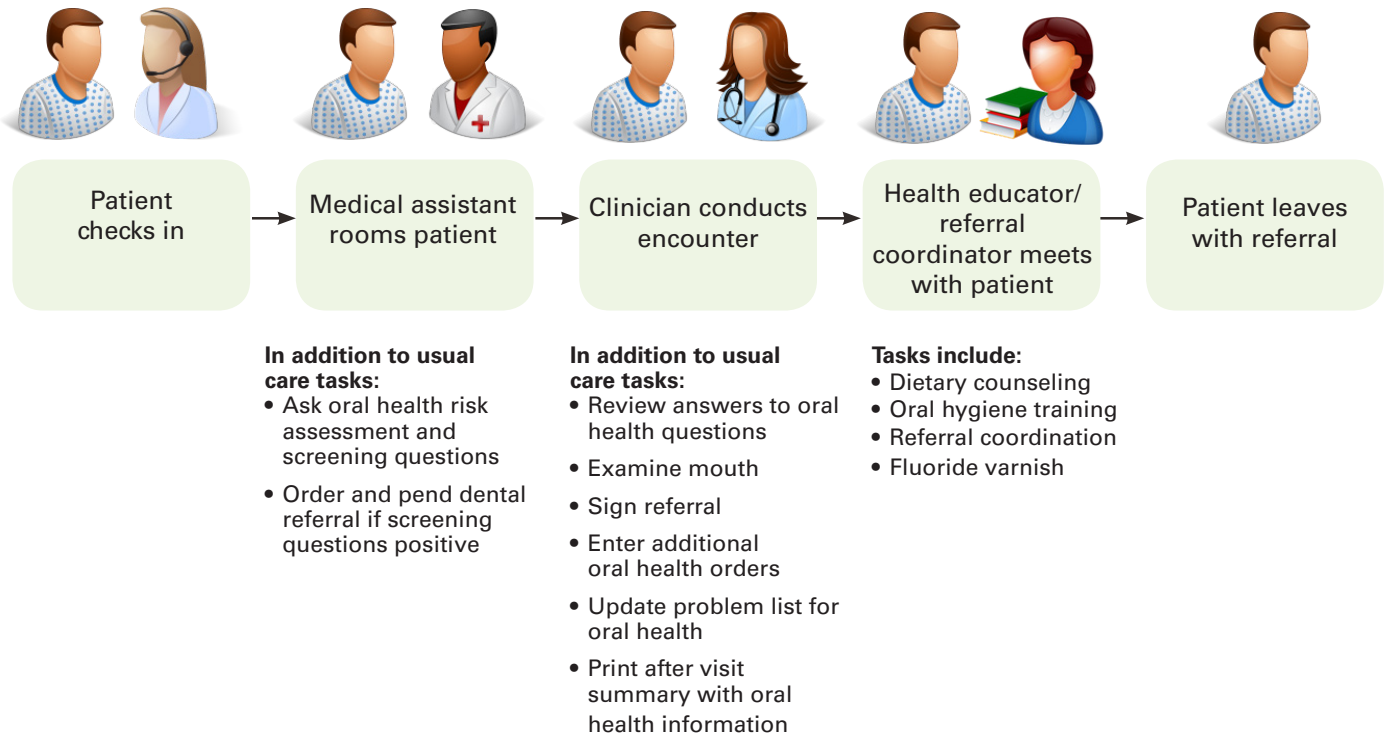 Patient
checks in
Medical assistant
rooms patient
Clinician conducts
encounter
Health educator/
referral
coordinator meets
with patient
Patient leaves
with referral
In addition to usual
care tasks:
• Ask oral health risk
assessment and
screening questions
• Order and pend dental
referral if screening
questions positive
In addition to usual
care tasks:
• Review answers to oral
health questions
• Examine mouth
• Sign referral
• Enter additional
oral health orders
• Update problem list for
oral health
• Print after visit
summary with oral
health information
Tasks include:
• Dietary counseling
• Oral hygiene training
• Referral coordination
• Fluoride varnish